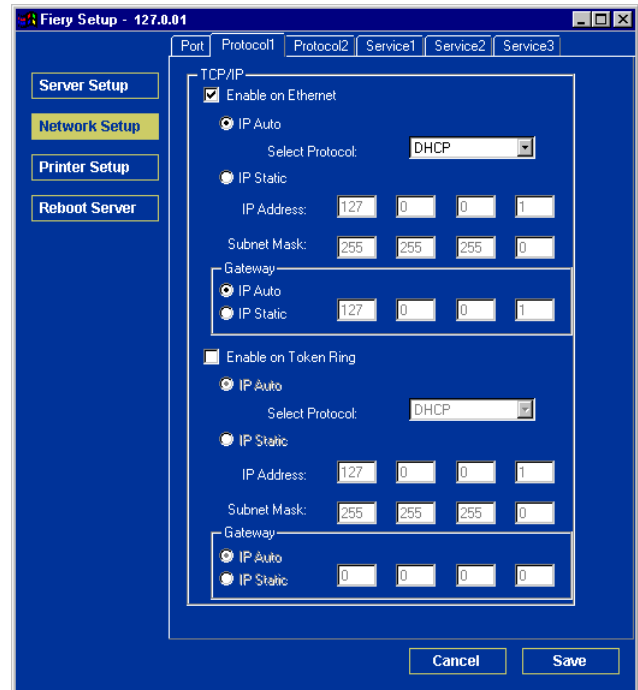 Fiery Setup - 127.0.01
Port Protocol1 Protocol2 Service1 Service2 Service3
Server Setup
Network Setup
Printer Setup
Reboot Server
TCP/IP
Enable on Ethernet
IP Auto
Select Protocol: DHCP
IP Static
IP Address: 127 0 0 1
Subnet Mask: 255 255 255 0
Gateway
IP Auto
IP Static 127 0 0 1
Enable on Token Ring
IP Auto
Select Protocol: DHCP
IP Static
IP Address: 127 0 0 1
Subnet Mask: 255 255 255 0
Gateway
IP Auto
IP Static 0 0 0 0
Cancel Save